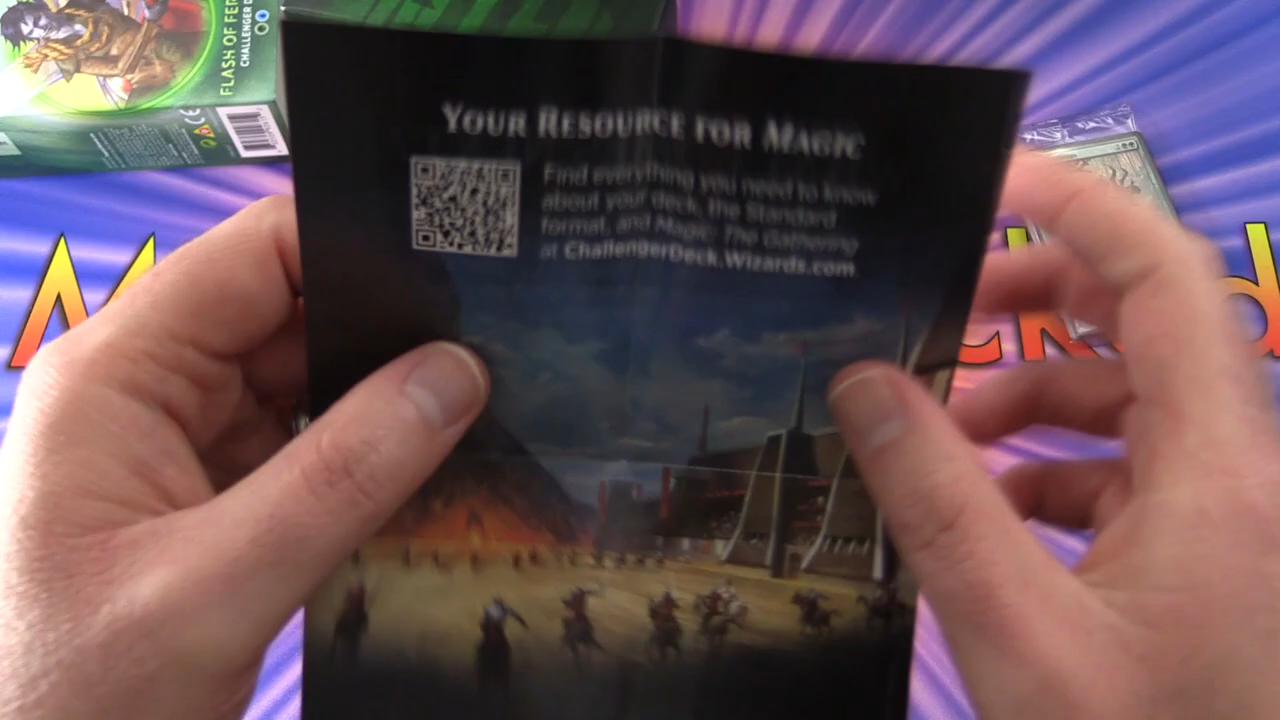 FLASH OF FER
CHALLENGER D
YOUR RESOURCE FOR MAGIC
Find everything you need to know
about your deck, the Standard
format, and Magic: The Gathering
at ChallengerDeck.Wizards.com